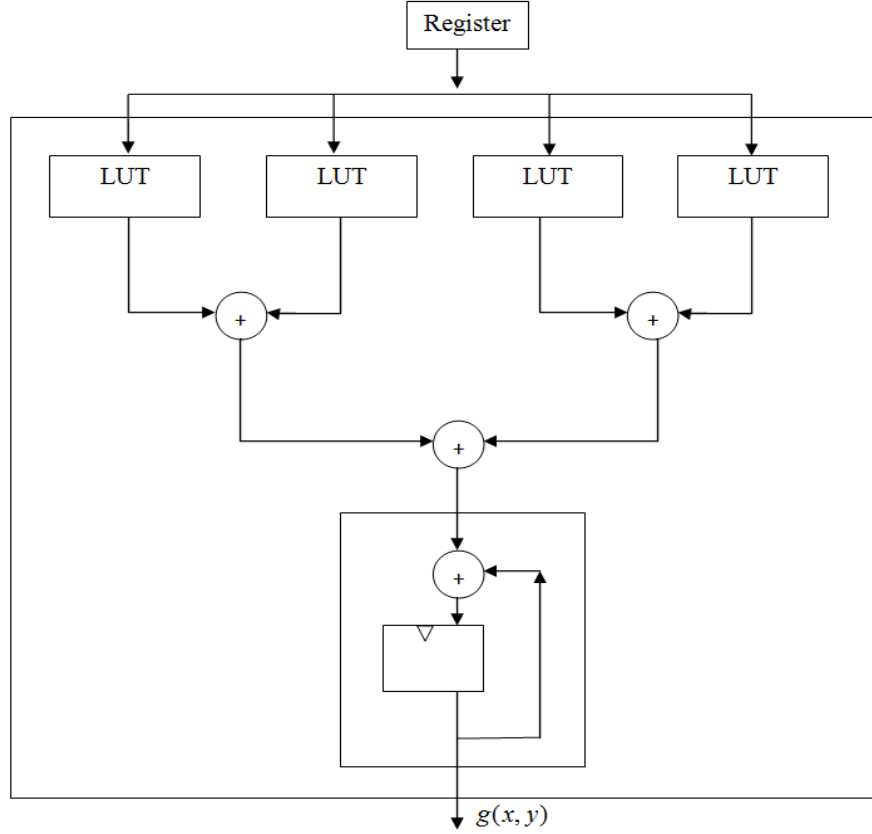 Register
LUT LUT LUT LUT
+ +
+
+
g(x, y)